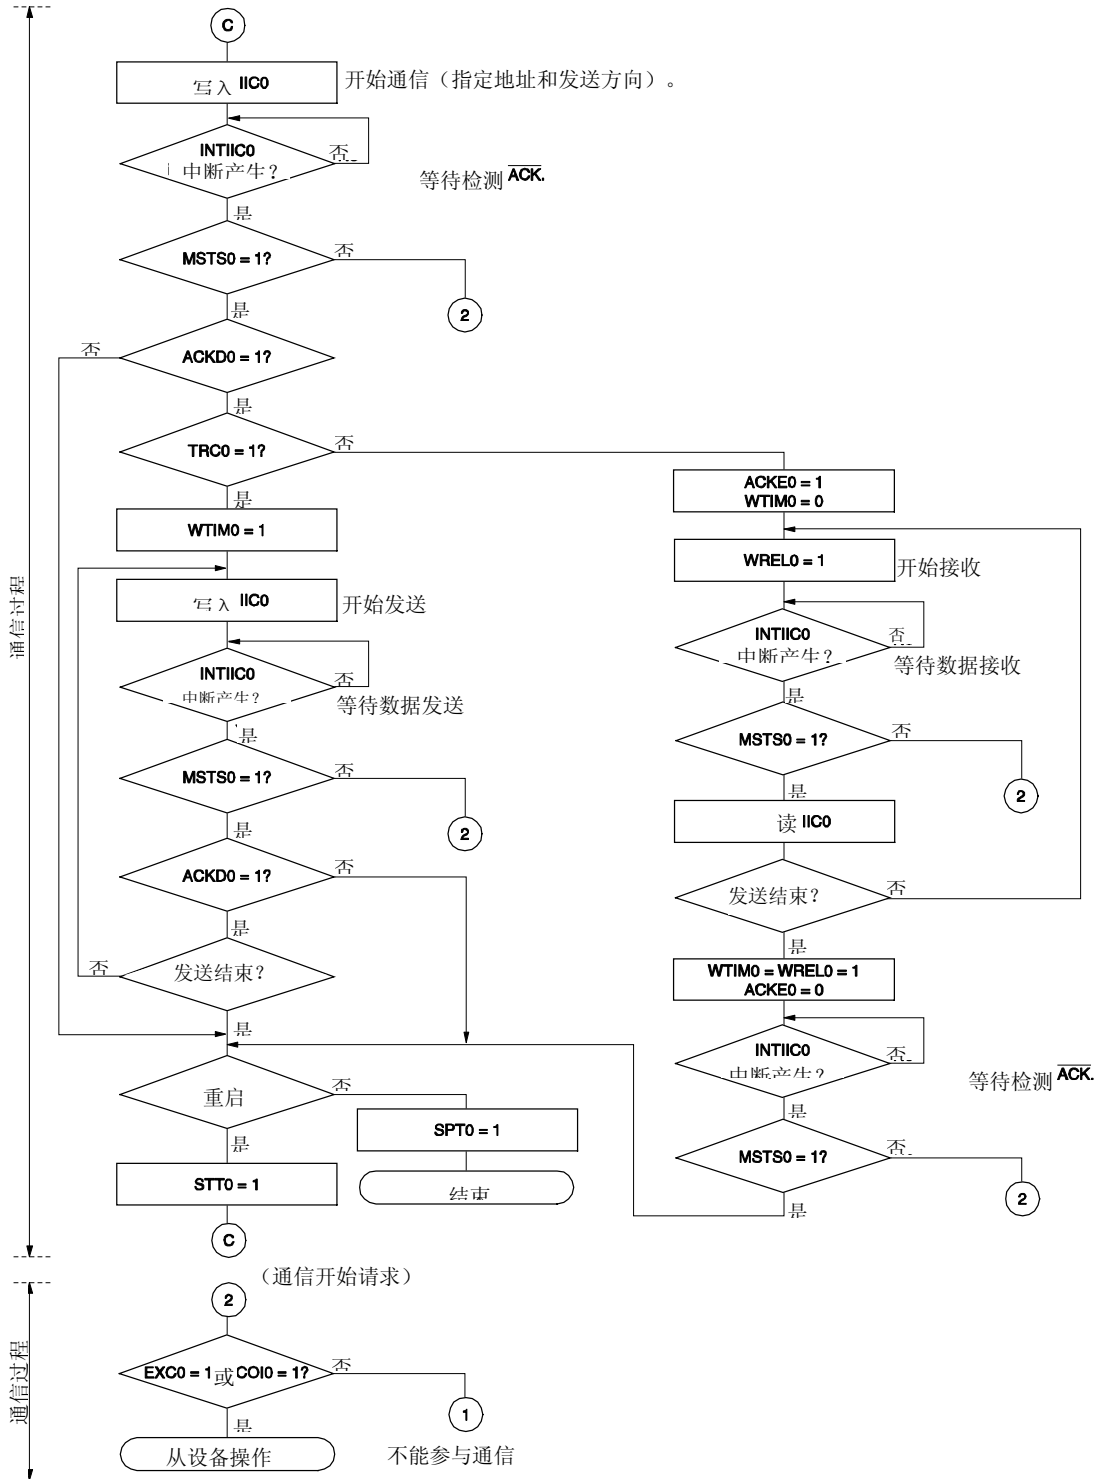 C
写入 IIC0
开始通信（指定地址和发送方向）。
INTIIC0
中断产生？
否
等待检测 ACK.
是
MSTS0 = 1?
否
2
是
ACKD0 = 1?
否
是
TRC0 = 1?
否
是
WTIM0 = 1
写入 IIC0
开始发送
INTIIC0
中断产生？
否
等待数据发送
是
MSTS0 = 1?
否
2
是
ACKD0 = 1?
否
是
发送结束？
否
是
重启
否
SPT0 = 1
结束
是
STT0 = 1
C
（通信开始请求）
ACKE0 = 1
WTIM0 = 0
WREL0 = 1
开始接收
INTIIC0
中断产生？
否
等待数据接收
是
MSTS0 = 1?
否
2
是
读 IIC0
发送结束？
否
是
WTIM0 = WREL0 = 1
ACKE0 = 0
INTIIC0
中断产生？
否
等待检测 ACK.
是
MSTS0 = 1?
否
2
是
通信过程
2
EXC0 = 1 或 COI0 = 1?
否
1
不能参与通信
是
从设备操作
通信过程